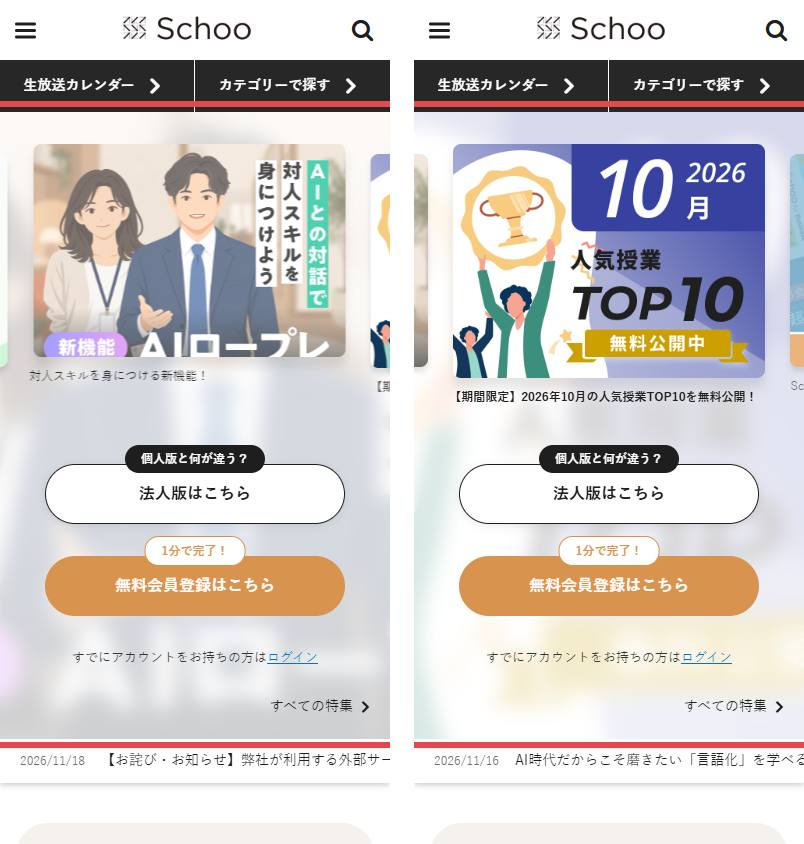 Schoo
生放送カレンダー
カテゴリーで探す
AIとの対話で
対人スキルを
身につけよう
新機能
AIロープレ
対人スキルを身につける新機能！
個人版と何が違う？
法人版はこちら
1分で完了！
無料会員登録はこちら
すでにアカウントをお持ちの方はログイン
すべての特集
2026/11/18 【お詫び・お知らせ】弊社が利用する外部サー
Schoo
生放送カレンダー
カテゴリーで探す
10月 2026
人気授業
TOP10
無料公開中
【期間限定】2026年10月の人気授業TOP10を無料公開！
個人版と何が違う？
法人版はこちら
1分で完了！
無料会員登録はこちら
すでにアカウントをお持ちの方はログイン
すべての特集
2026/11/16 AI時代だからこそ磨きたい「言語化」を学べる